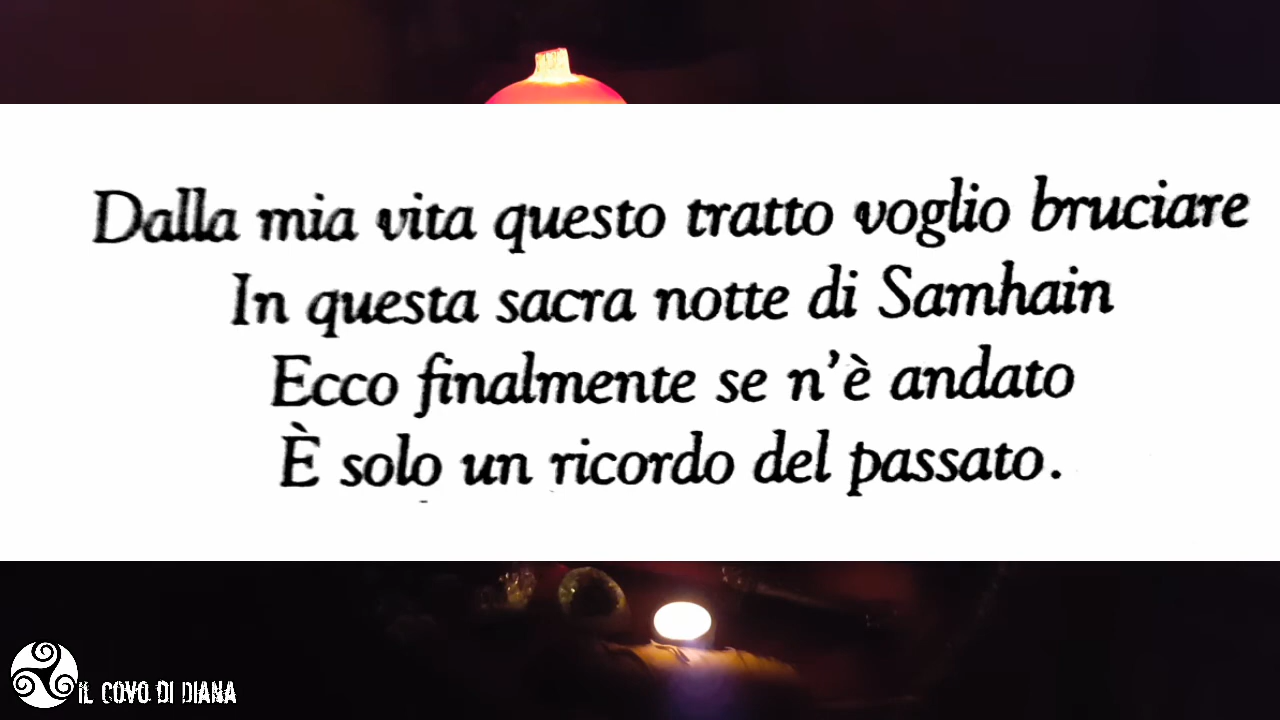 Dalla mia vita questo tratto voglio bruciare
In questa sacra notte di Samhain
Ecco finalmente se n'è andato
È solo un ricordo del passato.
IL COVO DI DIANA